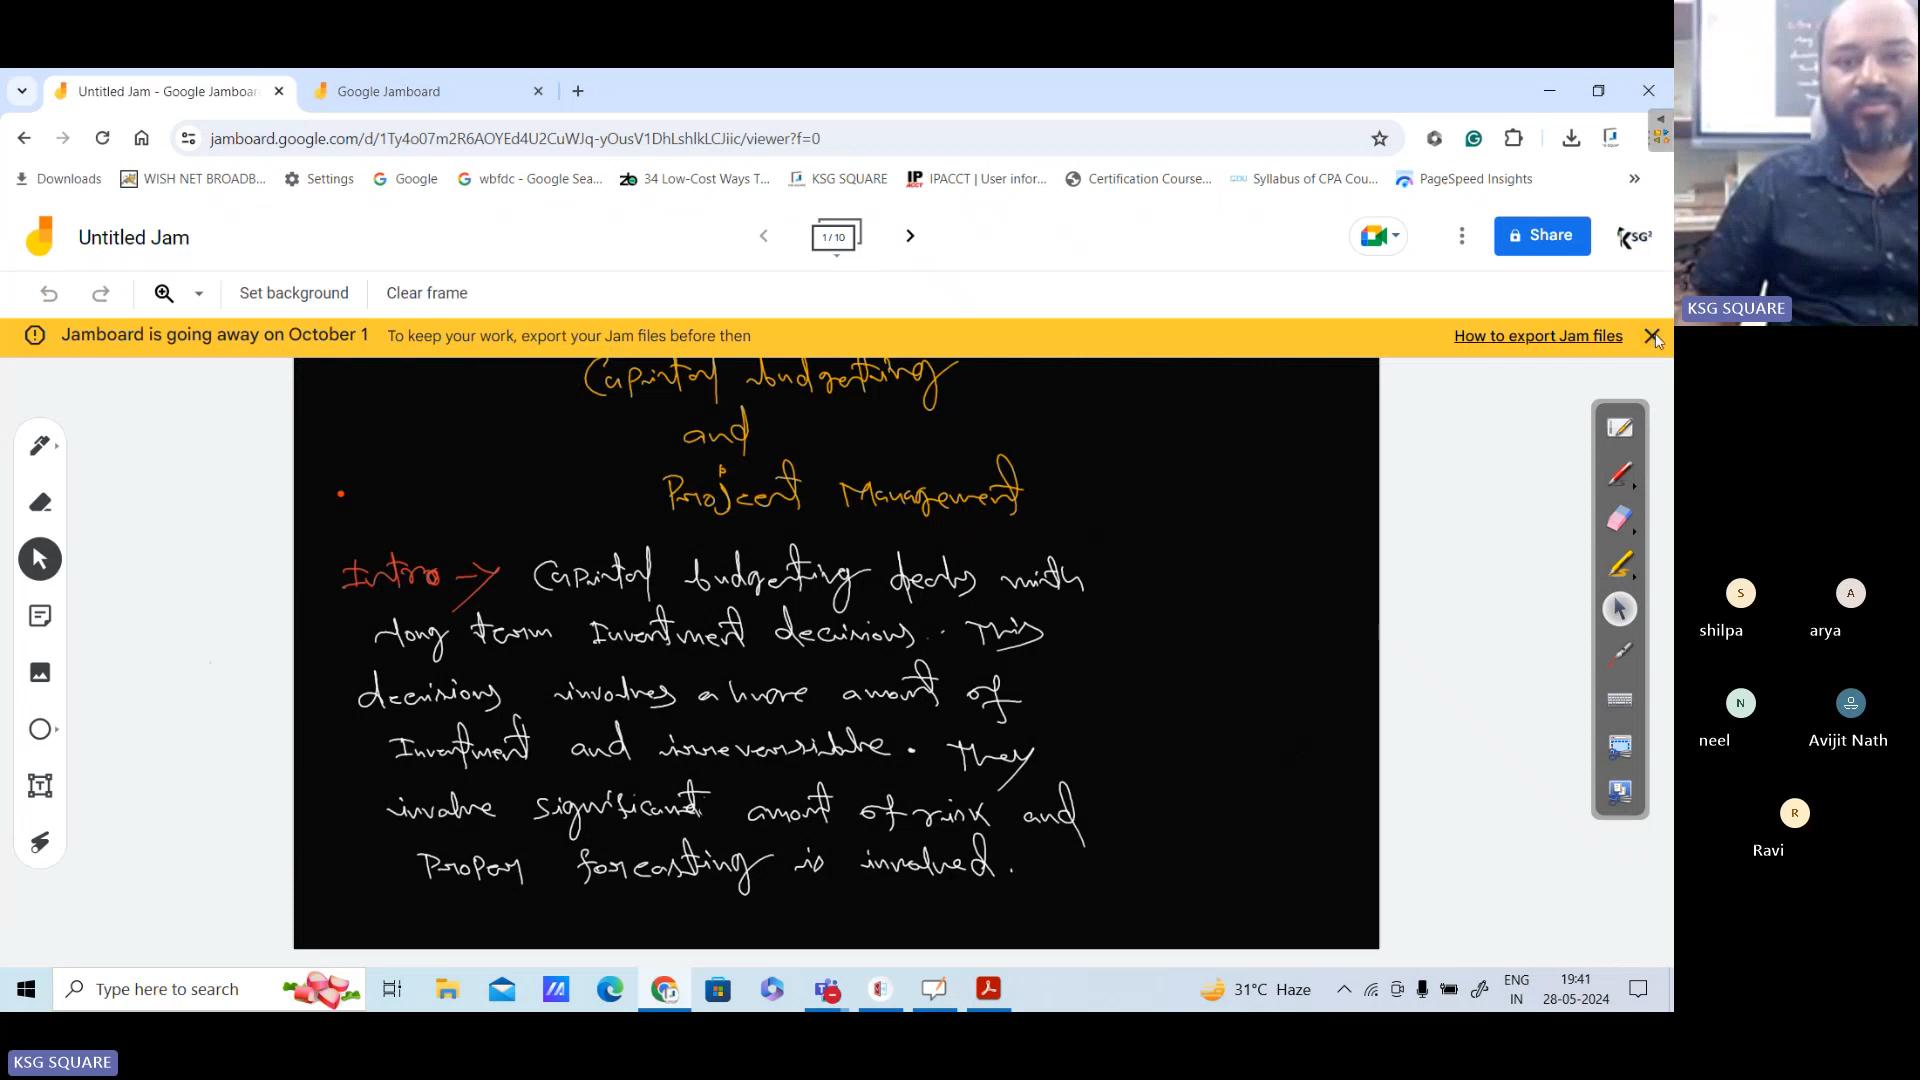 Untitled Jam - Google Jamboar
Google Jamboard
jamboard.google.com/d/1Ty4o07m2R6AOYEd4U2CuWJq-yOusV1DhLshlkLCJiic/viewer?f=0
Downloads
WISH NET BROADB...
Settings
Google
wbfdc - Google Sea...
34 Low-Cost Ways T...
KSG SQUARE
IPACCT | User infor...
Certification Course...
Syllabus of CPA Cou...
PageSpeed Insights
Untitled Jam
1 / 10
Share
KSG²
Set background
Clear frame
Jamboard is going away on October 1
To keep your work, export your Jam files before then
How to export Jam files
Capital budgeting
and
Project Management
Intro -> Capital budgeting deals with
long term Investment decisions. This
decisions involves a huge amont of
Investment and irreversible. They
involve significant amont of risk and
Proper forecasting is involved.
Type here to search
31°C Haze
ENG
IN
19:41
28-05-2024
KSG SQUARE
S
shilpa
A
arya
N
neel
Avijit Nath
R
Ravi
KSG SQUARE